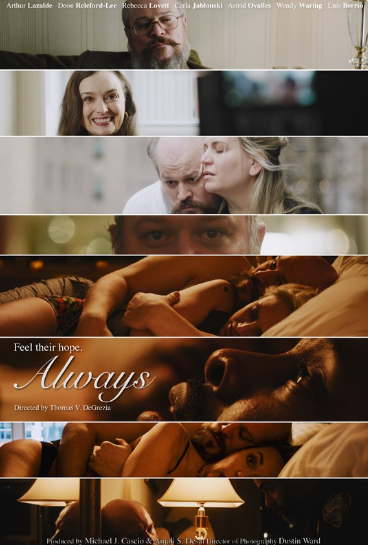 Arthur Lazalde Deon Releford-Lee Rebecca Lovett Carla Jablonski Astrid Ovalles Wendy Waring Luis Berrio
Feel their hope.
Always
Directed by Thomas V. DeGrezia
Produced by Michael J. Cascio & Anjali S. Desai Director of Photography Dustin Ward